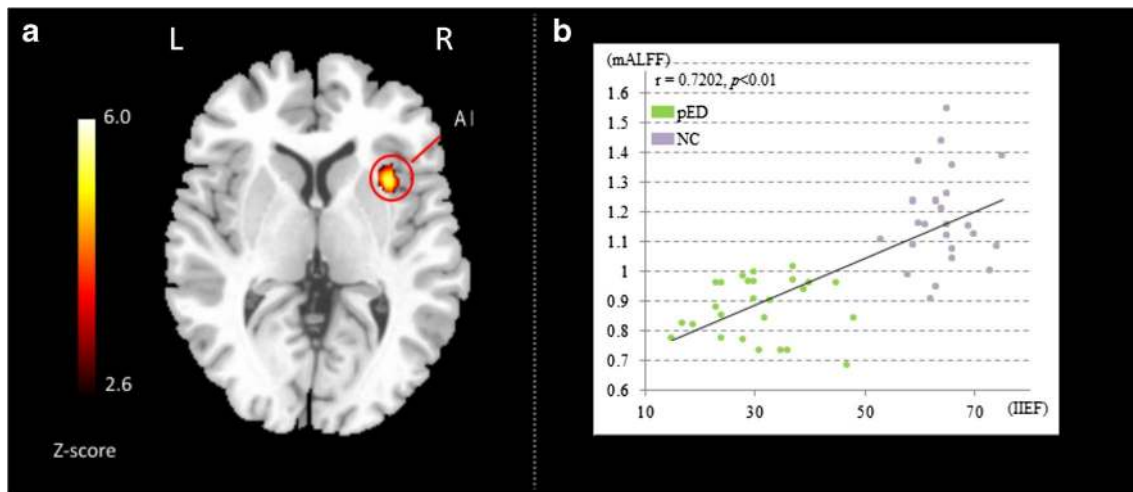 a
L
R
AI
6.0
2.6
Z-score
b
(mALFF)
r = 0.7202, p<0.01
pED
NC
1.6
1.5
1.4
1.3
1.2
1.1
1
0.9
0.8
0.7
0.6
10 30 50 70 (IIEF)